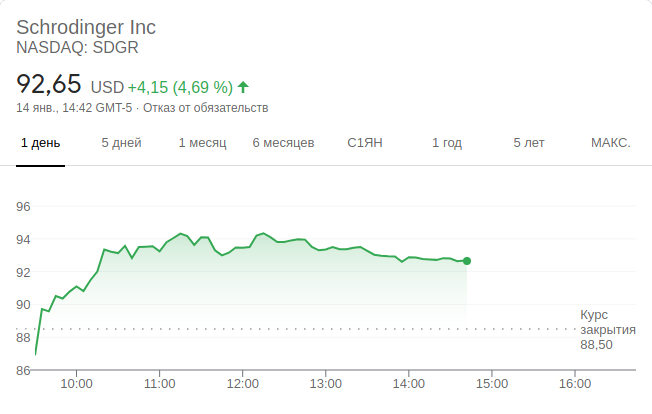 Schrodinger Inc
NASDAQ: SDGR
92,65 USD +4,15 (4,69 %)
14 янв., 14:42 GMT-5 · Отказ от обязательств
1 день 5 дней 1 месяц 6 месяцев С1ЯН 1 год 5 лет МАКС.
96
94
92
90
88
86
Курс
закрытия
88,50
10:00 11:00 12:00 13:00 14:00 15:00 16:00